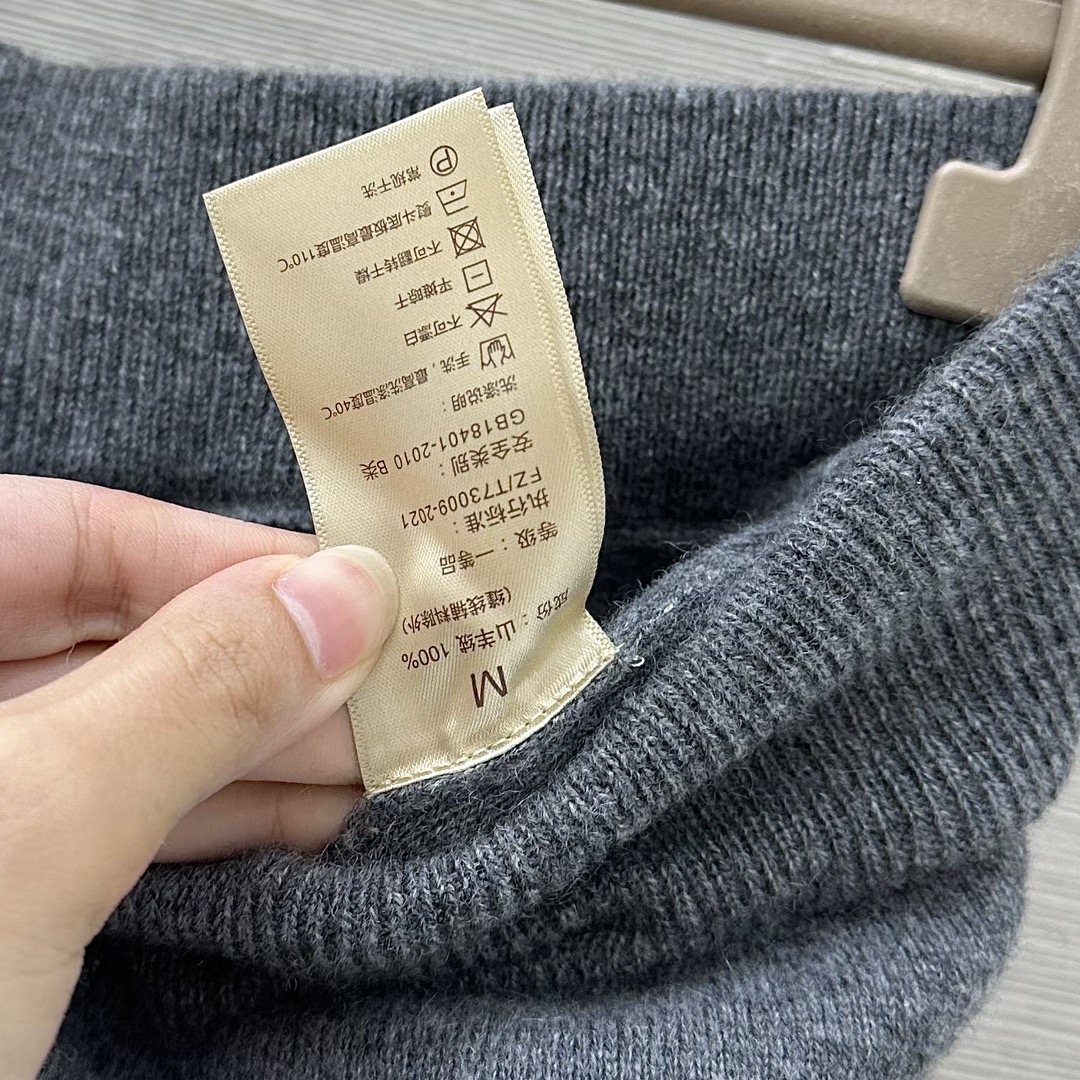 M
成份：山羊绒 100%
(缝线辅料除外)
等级：一等品
执行标准：
FZ/T73009-2021
安全类别：
GB18401-2010 B类
洗涤说明：
手洗，最高洗涤温度40℃
不可漂白
平摊晾干
不可翻转干燥
熨斗底板最高温度110℃
P 常规干洗